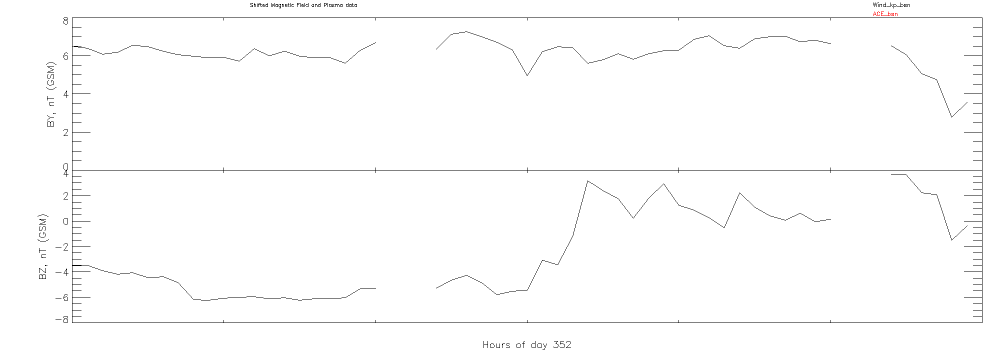 Shifted Magnetic Field and Plasma data
Wind_kp_bsn
ACE_bsn
BY, nT (GSM)
8
6
4
2
0
BZ, nT (GSM)
4
2
0
-2
-4
-6
-8
Hours of day 352